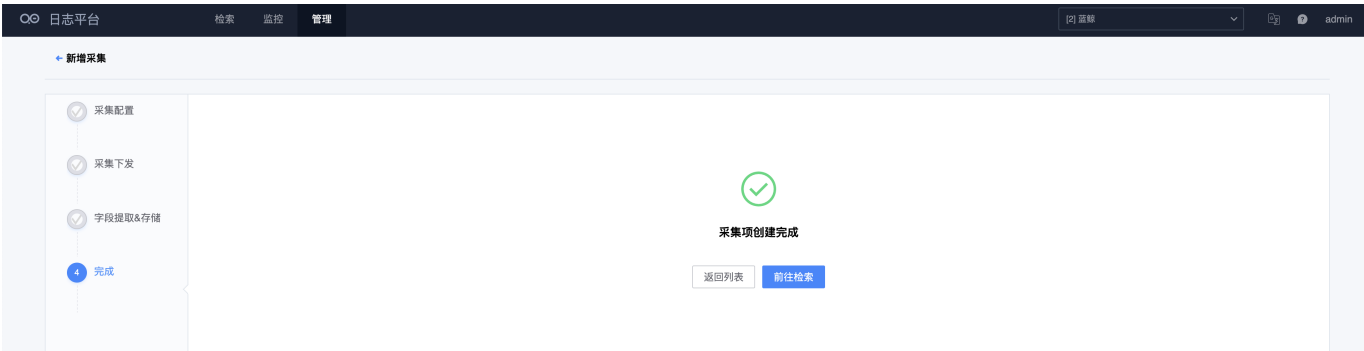 日志平台 检索 监控 管理 [2] 蓝鲸 admin
新增采集
采集配置
采集下发
字段提取&存储
4 完成
采集项创建完成
返回列表 前往检索